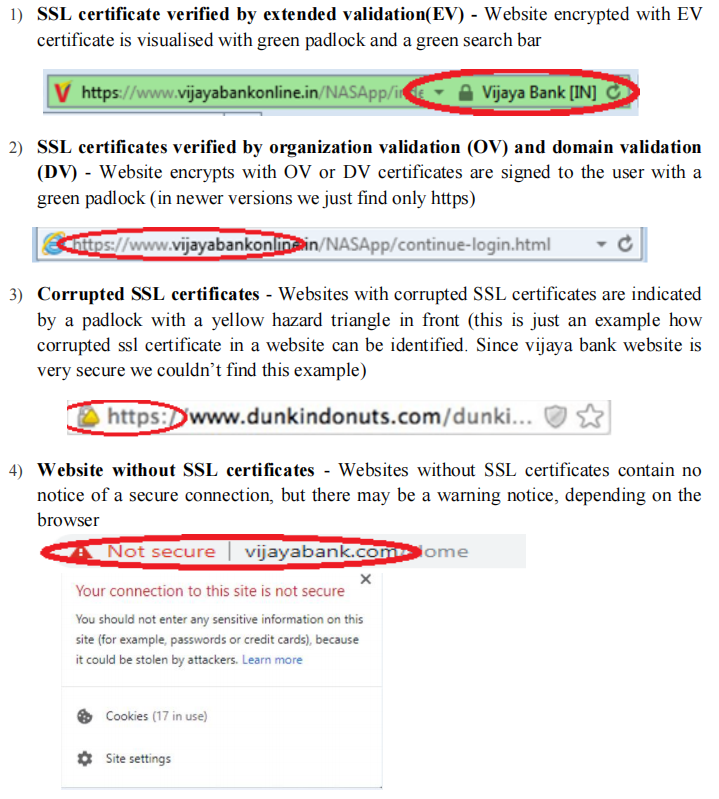 1) SSL certificate verified by extended validation(EV) - Website encrypted with EV
certificate is visualised with green padlock and a green search bar
https://www.vijayabankonline.in/NASApp/in Vijaya Bank [IN]
2) SSL certificates verified by organization validation (OV) and domain validation
(DV) - Website encrypts with OV or DV certificates are signed to the user with a
green padlock (in newer versions we just find only https)
https://www.vijayabankonline.in/NASApp/continue-login.html
3) Corrupted SSL certificates - Websites with corrupted SSL certificates are indicated
by a padlock with a yellow hazard triangle in front (this is just an example how
corrupted ssl certificate in a website can be identified. Since vijaya bank website is
very secure we couldn’t find this example)
https://www.dunkindonuts.com/dunki...
4) Website without SSL certificates - Websites without SSL certificates contain no
notice of a secure connection, but there may be a warning notice, depending on the
browser
Not secure | vijayabank.com/Home
Your connection to this site is not secure
You should not enter any sensitive information on this
site (for example, passwords or credit cards), because
it could be stolen by attackers. Learn more
Cookies (17 in use)
Site settings